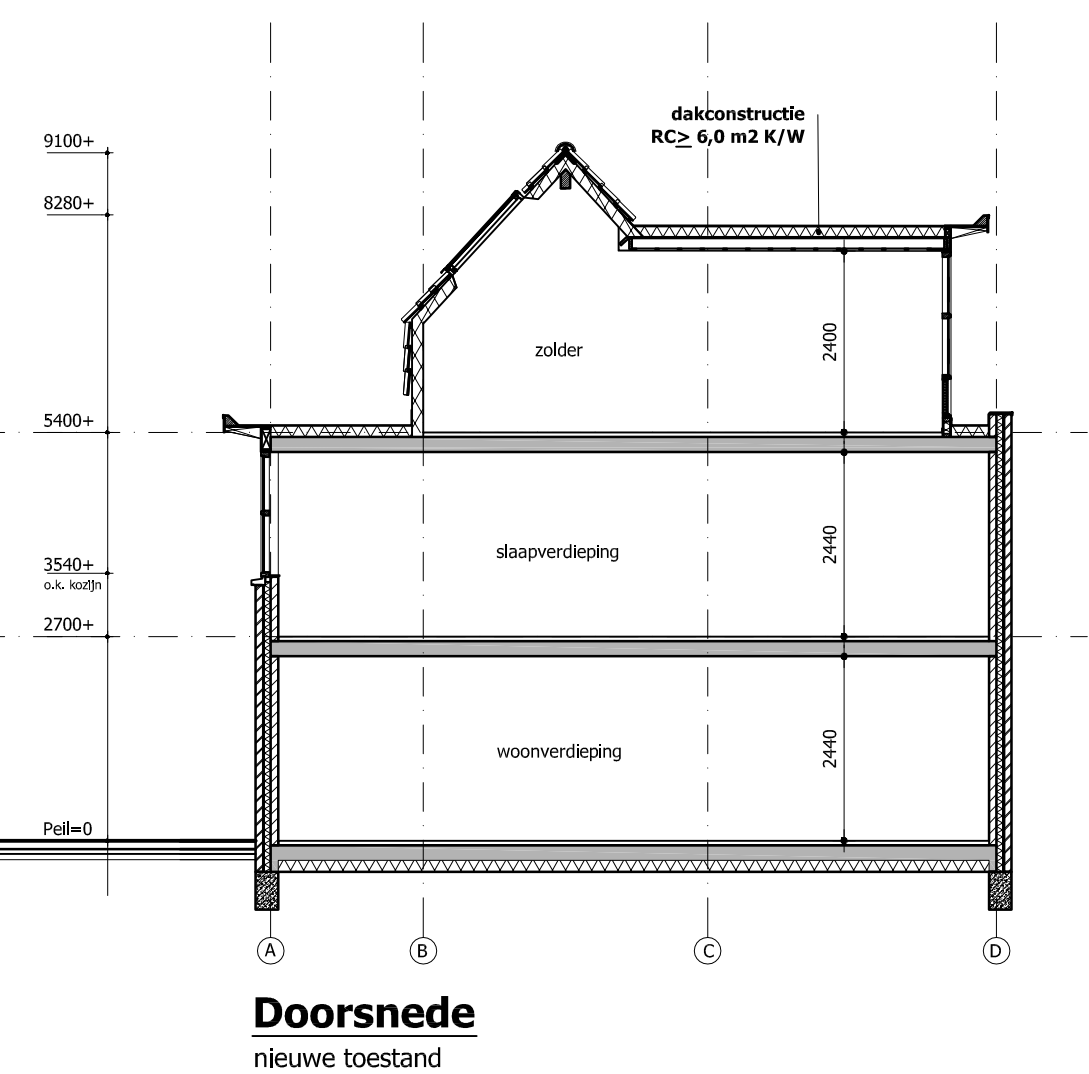 dakconstructie
RC≥ 6,0 m2 K/W
9100+
8280+
2400
zolder
5400+
slaapverdieping
2440
3540+
o.k. kozijn
2700+
woonverdieping
2440
Peil=0
A
B
C
D
Doorsnede
nieuwe toestand